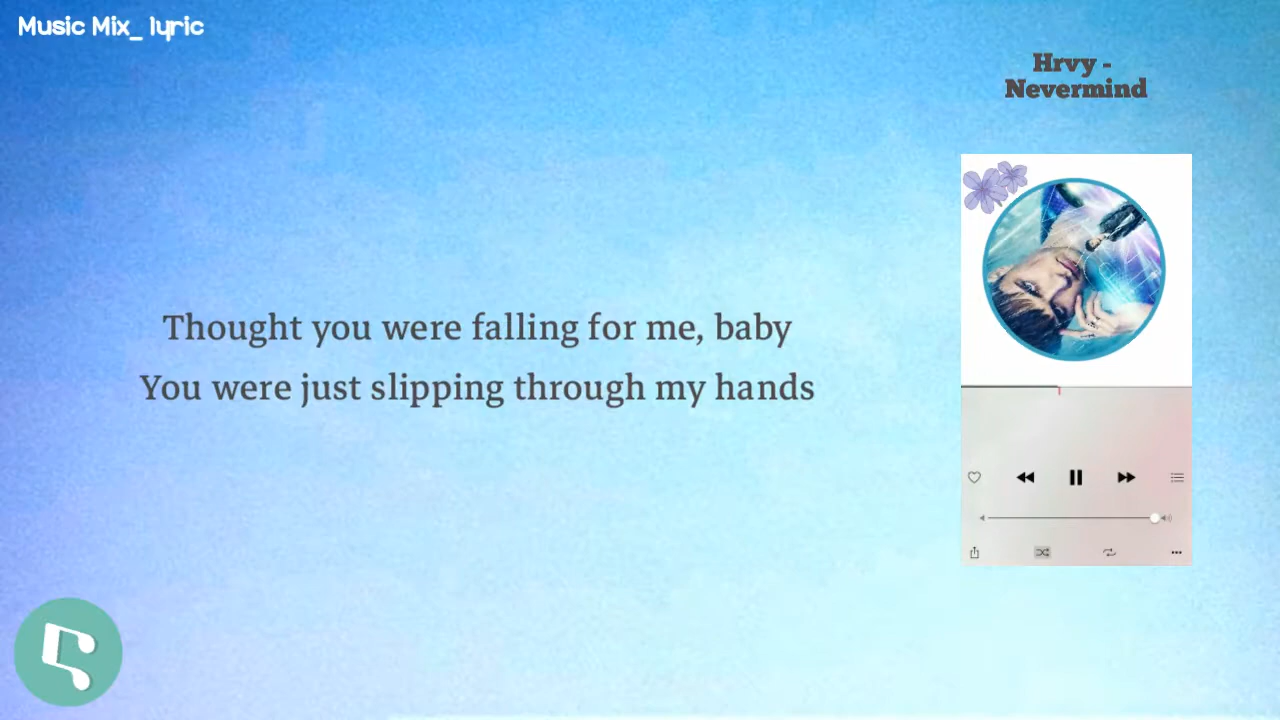 Music Mix_ lyric
Hrvy -
Nevermind
Thought you were falling for me, baby
You were just slipping through my hands